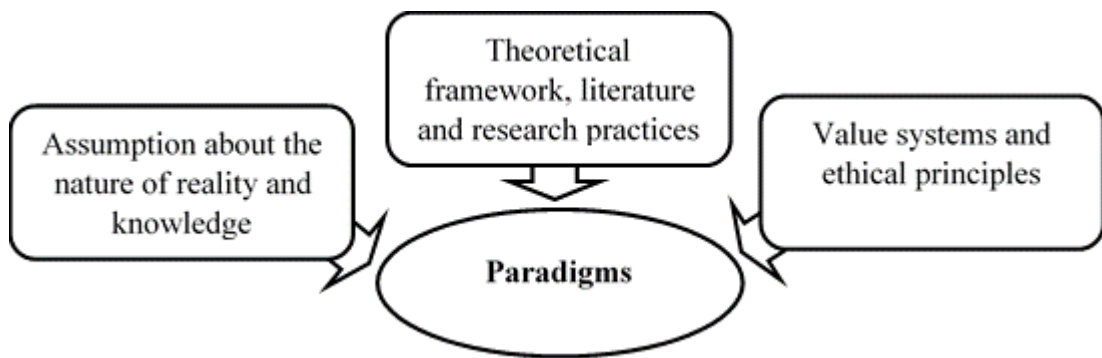 Theoretical
framework, literature
and research practices
Assumption about the
nature of reality and
knowledge
Value systems and
ethical principles
Paradigms